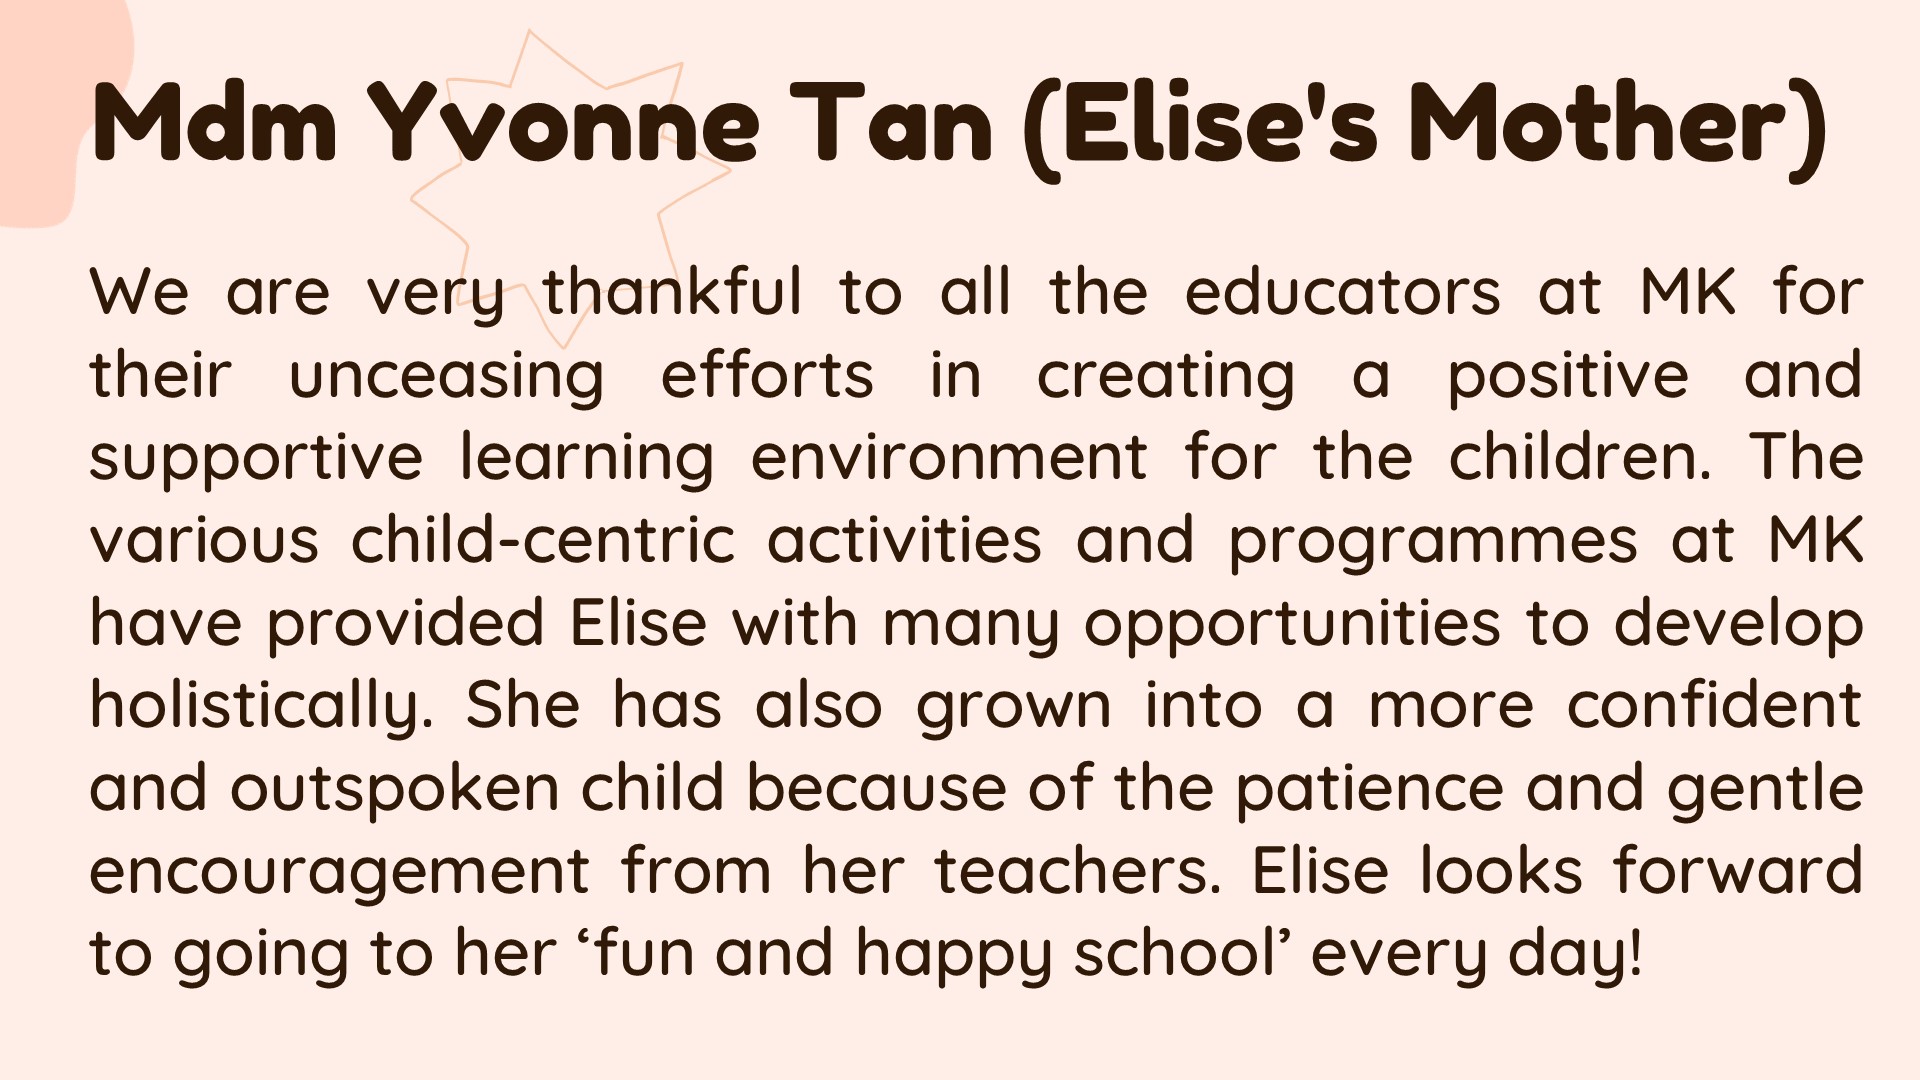 Mdm Yvonne Tan (Elise's Mother)
We are very thankful to all the educators at MK for
their unceasing efforts in creating a positive and
supportive learning environment for the children. The
various child-centric activities and programmes at MK
have provided Elise with many opportunities to develop
holistically. She has also grown into a more confident
and outspoken child because of the patience and gentle
encouragement from her teachers. Elise looks forward
to going to her ‘fun and happy school’ every day!